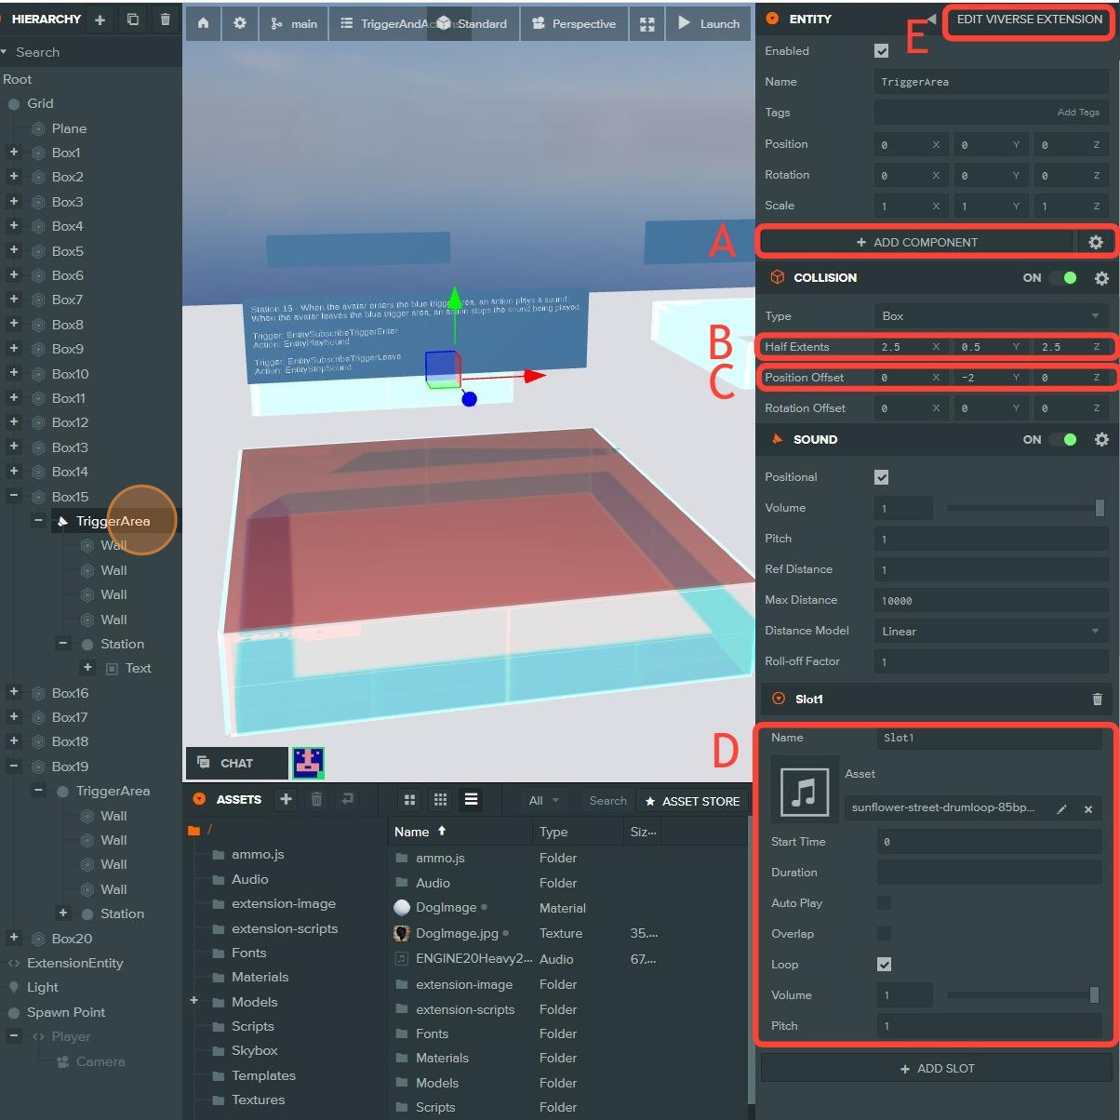 HIERARCHY
Search
Root
Grid
Plane
Box1
Box2
Box3
Box4
Box5
Box6
Box7
Box8
Box9
Box10
Box11
Box12
Box13
Box14
Box15
TriggerArea
Wall
Wall
Wall
Wall
Station
Text
Box16
Box17
Box18
Box19
TriggerArea
Wall
Wall
Wall
Wall
Station
Box20
ExtensionEntity
Light
Spawn Point
Player
Camera
main
Standard
Perspective
Launch
Station 15 - When the avatar enters the blue trigger area, an action plays a sound.
When the avatar leaves the blue trigger area, an action stops the sound being played.
Trigger: EntitySubscribeTriggerEnter
Action: EntityPlaySound
Trigger: EntitySubscribeTriggerLeave
Action: EntityStopSound
CHAT
ASSETS
All
Search
ASSET STORE
/
ammo.js
Audio
extension-image
extension-scripts
Fonts
Materials
Models
Scripts
Skybox
Templates
Textures
Name Type Siz...
ammo.js Folder
Audio Folder
DogImage Material
DogImage.jpg Texture 35....
ENGINE20Heavy2... Audio 67....
extension-image Folder
extension-scripts Folder
Fonts Folder
Materials Folder
Models Folder
Scripts Folder
ENTITY
E
EDIT VIVERSE EXTENSION
Enabled
Name TriggerArea
Tags Add Tags
Position 0 X 0 Y 0 Z
Rotation 0 X 0 Y 0 Z
Scale 1 X 1 Y 1 Z
A
ADD COMPONENT
COLLISION ON
Type Box
B
Half Extents 2.5 X 0.5 Y 2.5 Z
C
Position Offset 0 X -2 Y 0 Z
Rotation Offset 0 X 0 Y 0 Z
SOUND ON
Positional
Volume 1
Pitch 1
Ref Distance 1
Max Distance 10000
Distance Model Linear
Roll-off Factor 1
Slot1
D
Name Slot1
Asset
sunflower-street-drumloop-85bp...
Start Time 0
Duration
Auto Play
Overlap
Loop
Volume 1
Pitch 1
ADD SLOT